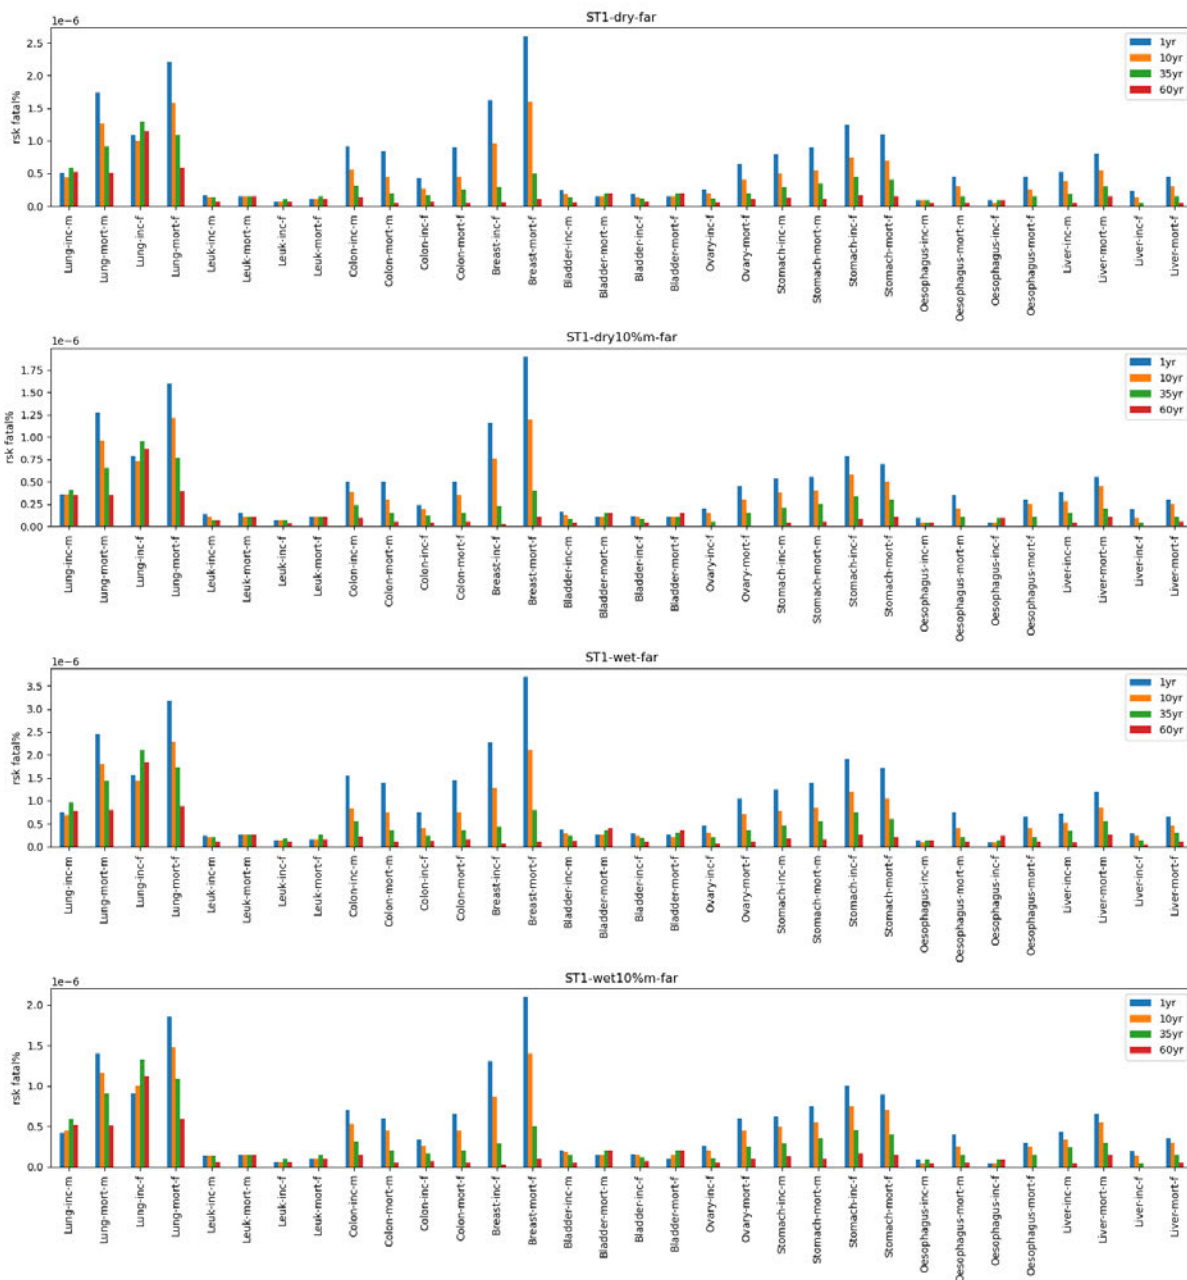 ST1-dry-far
1e-6
rsk fatal%
2.5
2.0
1.5
1.0
0.5
0.0
1yr
10yr
35yr
60yr
Lung-inc-m
Lung-mort-m
Lung-inc-f
Lung-mort-f
Leuk-inc-m
Leuk-mort-m
Leuk-inc-f
Leuk-mort-f
Colon-inc-m
Colon-mort-m
Colon-inc-f
Colon-mort-f
Breast-inc-f
Breast-mort-f
Bladder-inc-m
Bladder-mort-m
Bladder-inc-f
Bladder-mort-f
Ovary-inc-f
Ovary-mort-f
Stomach-inc-m
Stomach-mort-m
Stomach-inc-f
Stomach-mort-f
Oesophagus-inc-m
Oesophagus-mort-m
Oesophagus-inc-f
Oesophagus-mort-f
Liver-inc-m
Liver-mort-m
Liver-inc-f
Liver-mort-f
ST1-dry10%m-far
1e-6
rsk fatal%
1.75
1.50
1.25
1.00
0.75
0.50
0.25
0.00
1yr
10yr
35yr
60yr
Lung-inc-m
Lung-mort-m
Lung-inc-f
Lung-mort-f
Leuk-inc-m
Leuk-mort-m
Leuk-inc-f
Leuk-mort-f
Colon-inc-m
Colon-mort-m
Colon-inc-f
Colon-mort-f
Breast-inc-f
Breast-mort-f
Bladder-inc-m
Bladder-mort-m
Bladder-inc-f
Bladder-mort-f
Ovary-inc-f
Ovary-mort-f
Stomach-inc-m
Stomach-mort-m
Stomach-inc-f
Stomach-mort-f
Oesophagus-inc-m
Oesophagus-mort-m
Oesophagus-inc-f
Oesophagus-mort-f
Liver-inc-m
Liver-mort-m
Liver-inc-f
Liver-mort-f
ST1-wet-far
1e-6
rsk fatal%
3.5
3.0
2.5
2.0
1.5
1.0
0.5
0.0
1yr
10yr
35yr
60yr
Lung-inc-m
Lung-mort-m
Lung-inc-f
Lung-mort-f
Leuk-inc-m
Leuk-mort-m
Leuk-inc-f
Leuk-mort-f
Colon-inc-m
Colon-mort-m
Colon-inc-f
Colon-mort-f
Breast-inc-f
Breast-mort-f
Bladder-inc-m
Bladder-mort-m
Bladder-inc-f
Bladder-mort-f
Ovary-inc-f
Ovary-mort-f
Stomach-inc-m
Stomach-mort-m
Stomach-inc-f
Stomach-mort-f
Oesophagus-inc-m
Oesophagus-mort-m
Oesophagus-inc-f
Oesophagus-mort-f
Liver-inc-m
Liver-mort-m
Liver-inc-f
Liver-mort-f
ST1-wet10%m-far
1e-6
rsk fatal%
2.0
1.5
1.0
0.5
0.0
1yr
10yr
35yr
60yr
Lung-inc-m
Lung-mort-m
Lung-inc-f
Lung-mort-f
Leuk-inc-m
Leuk-mort-m
Leuk-inc-f
Leuk-mort-f
Colon-inc-m
Colon-mort-m
Colon-inc-f
Colon-mort-f
Breast-inc-f
Breast-mort-f
Bladder-inc-m
Bladder-mort-m
Bladder-inc-f
Bladder-mort-f
Ovary-inc-f
Ovary-mort-f
Stomach-inc-m
Stomach-mort-m
Stomach-inc-f
Stomach-mort-f
Oesophagus-inc-m
Oesophagus-mort-m
Oesophagus-inc-f
Oesophagus-mort-f
Liver-inc-m
Liver-mort-m
Liver-inc-f
Liver-mort-f